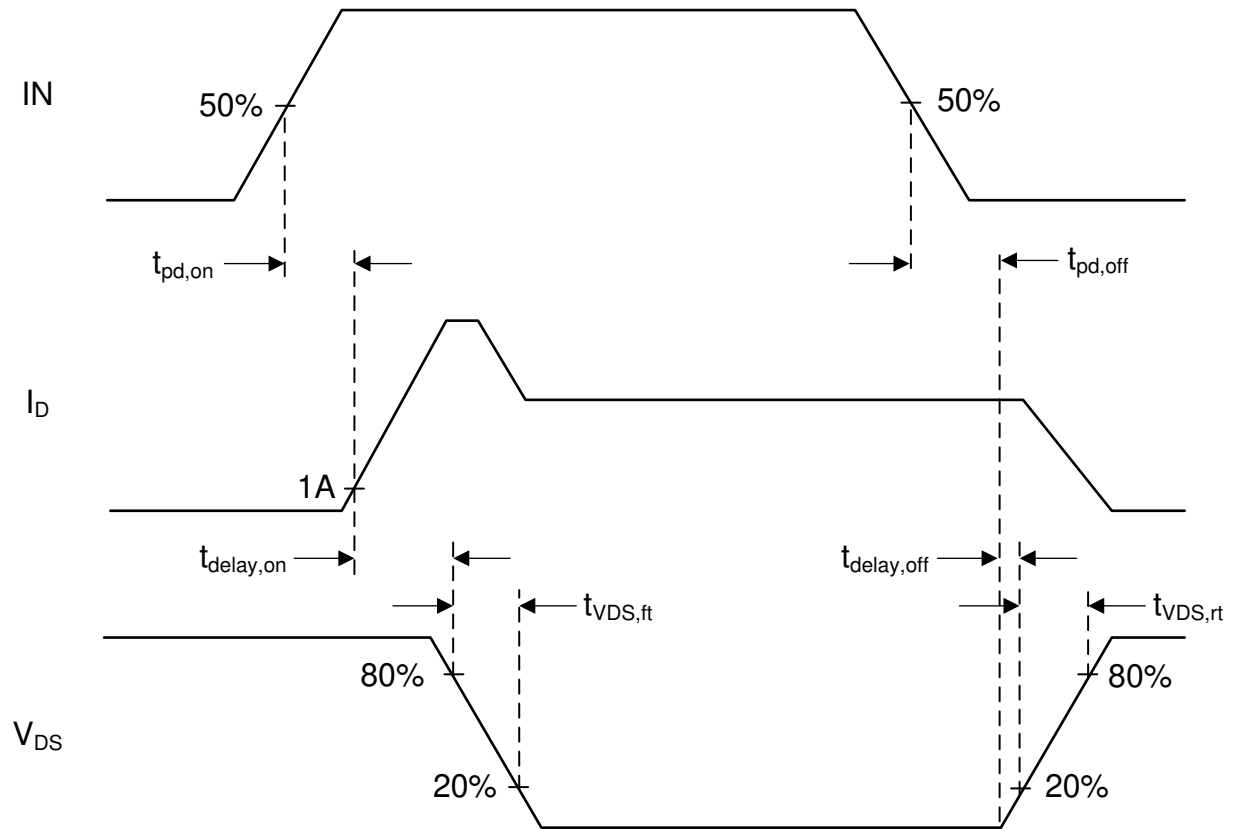 IN
50%
50%
tpd,on
tpd,off
ID
1A
tdelay,on
tdelay,off
tVDS,ft
tVDS,rt
80%
80%
VDS
20%
20%